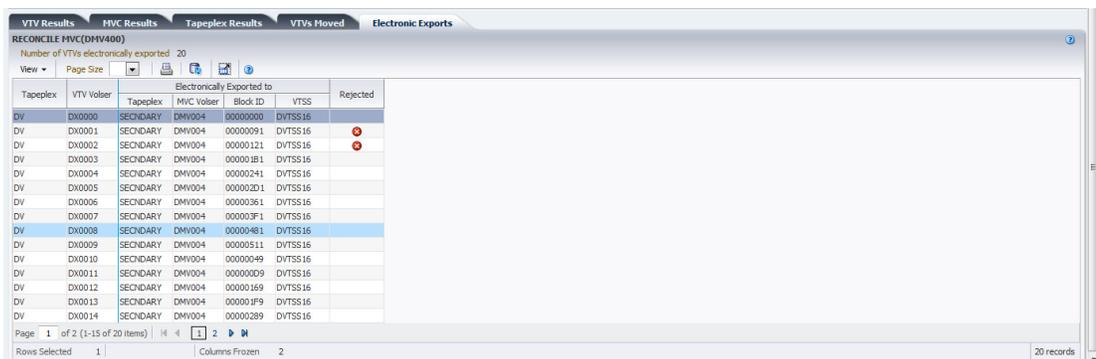 VTV Results MVC Results Tapeplex Results VTVs Moved Electronic Exports
RECONCILE MVC(DMV400)
Number of VTVs electronically exported 20
View Page Size
Electronically Exported to
Tapeplex VTV Volser Tapeplex MVC Volser Block ID VTSS Rejected
DV DX0000 SECNDARY DMV004 00000000 DVTSS16
DV DX0001 SECNDARY DMV004 00000091 DVTSS16
DV DX0002 SECNDARY DMV004 00000121 DVTSS16
DV DX0003 SECNDARY DMV004 000001B1 DVTSS16
DV DX0004 SECNDARY DMV004 00000241 DVTSS16
DV DX0005 SECNDARY DMV004 000002D1 DVTSS16
DV DX0006 SECNDARY DMV004 00000361 DVTSS16
DV DX0007 SECNDARY DMV004 000003F1 DVTSS16
DV DX0008 SECNDARY DMV004 00000481 DVTSS16
DV DX0009 SECNDARY DMV004 00000511 DVTSS16
DV DX0010 SECNDARY DMV004 00000049 DVTSS16
DV DX0011 SECNDARY DMV004 000000D9 DVTSS16
DV DX0012 SECNDARY DMV004 00000169 DVTSS16
DV DX0013 SECNDARY DMV004 000001F9 DVTSS16
DV DX0014 SECNDARY DMV004 00000289 DVTSS16
Page 1 of 2 (1-15 of 20 items) 1 2
Rows Selected 1 Columns Frozen 2 20 records